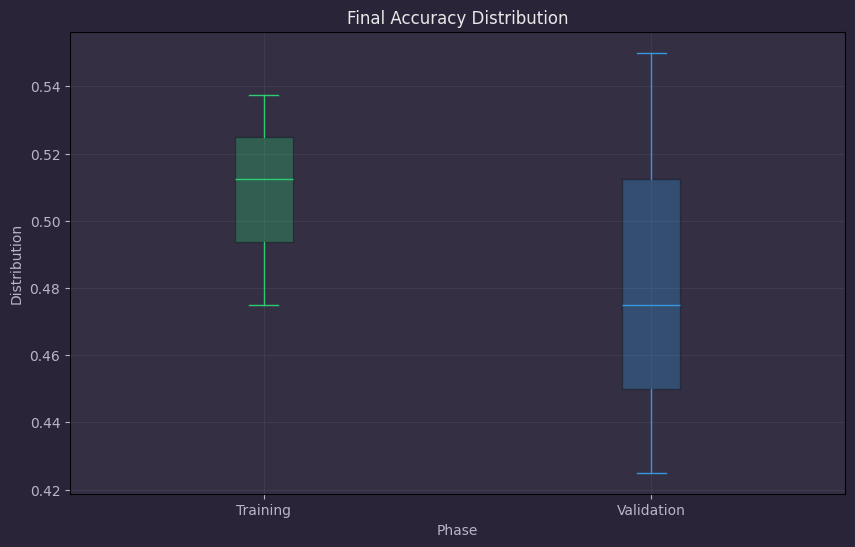 Final Accuracy Distribution
Distribution
0.54
0.52
0.50
0.48
0.46
0.44
0.42
Training
Validation
Phase